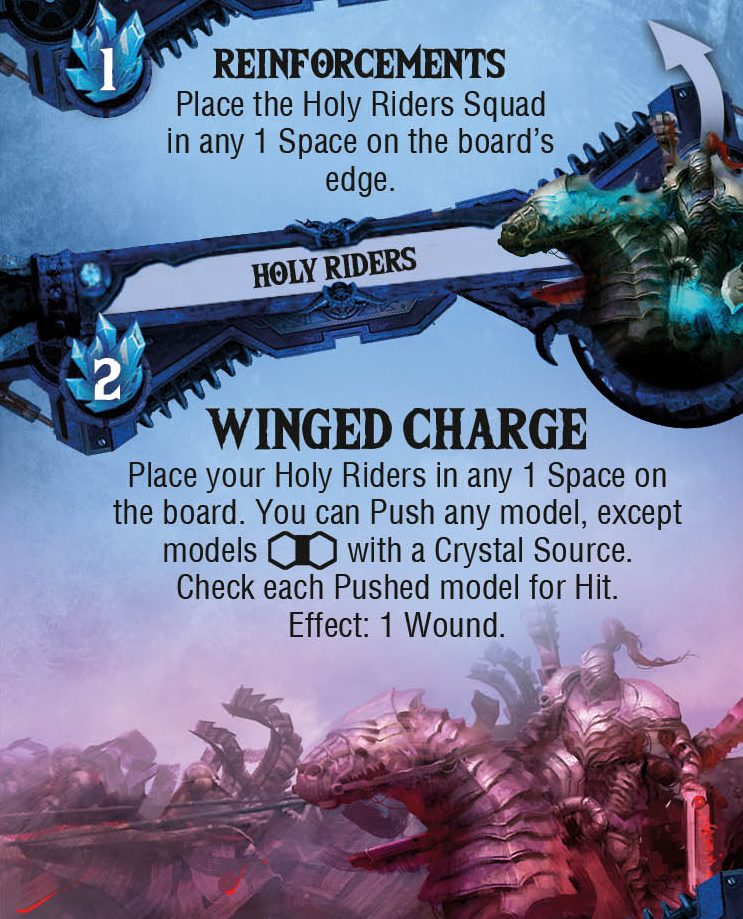 1
REINFORCEMENTS
Place the Holy Riders Squad
in any 1 Space on the board's
edge.
HOLY RIDERS
2
WINGED CHARGE
Place your Holy Riders in any 1 Space on
the board. You can Push any model, except
models with a Crystal Source.
Check each Pushed model for Hit.
Effect: 1 Wound.